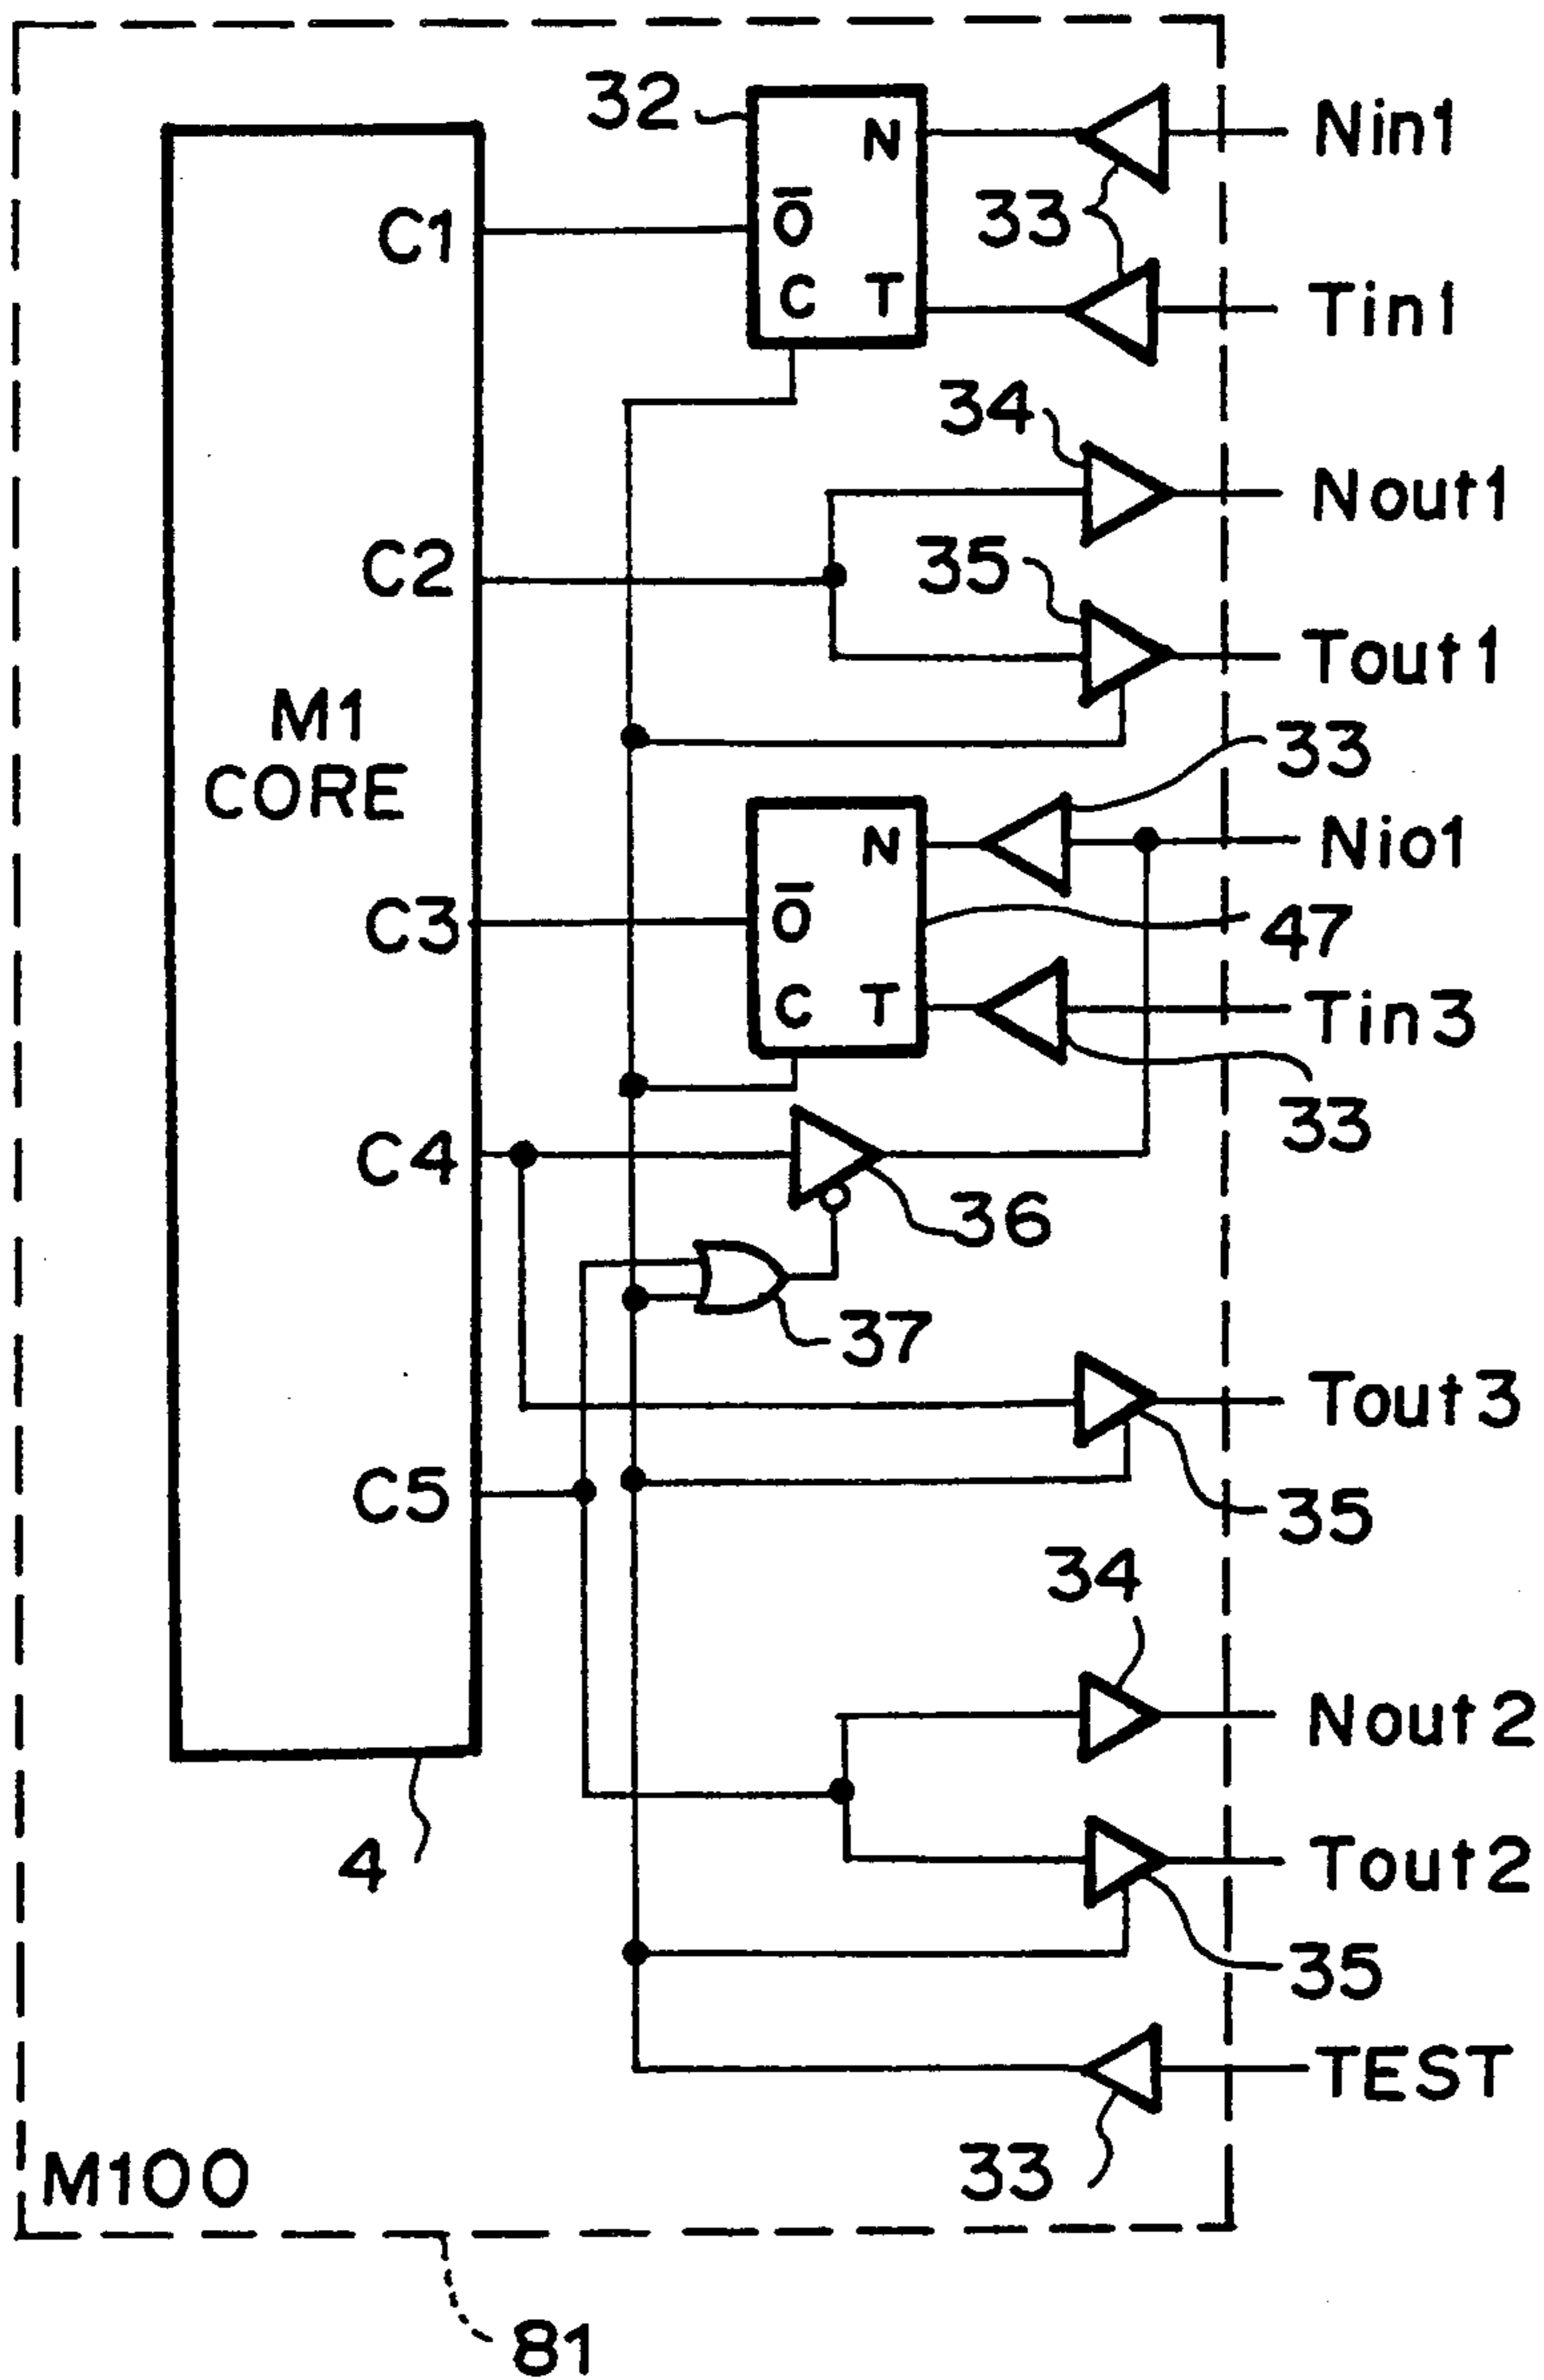 32
N
Nin1
33
C1
O̅
C T
Tin1
34
Nout1
C2
35
Tout1
M1
CORE
33
N
Nio1
C3
O̅
47
C T
Tin3
33
C4
36
37
Tout3
C5
35
34
Nout2
4
Tout2
35
TEST
33
M100
81